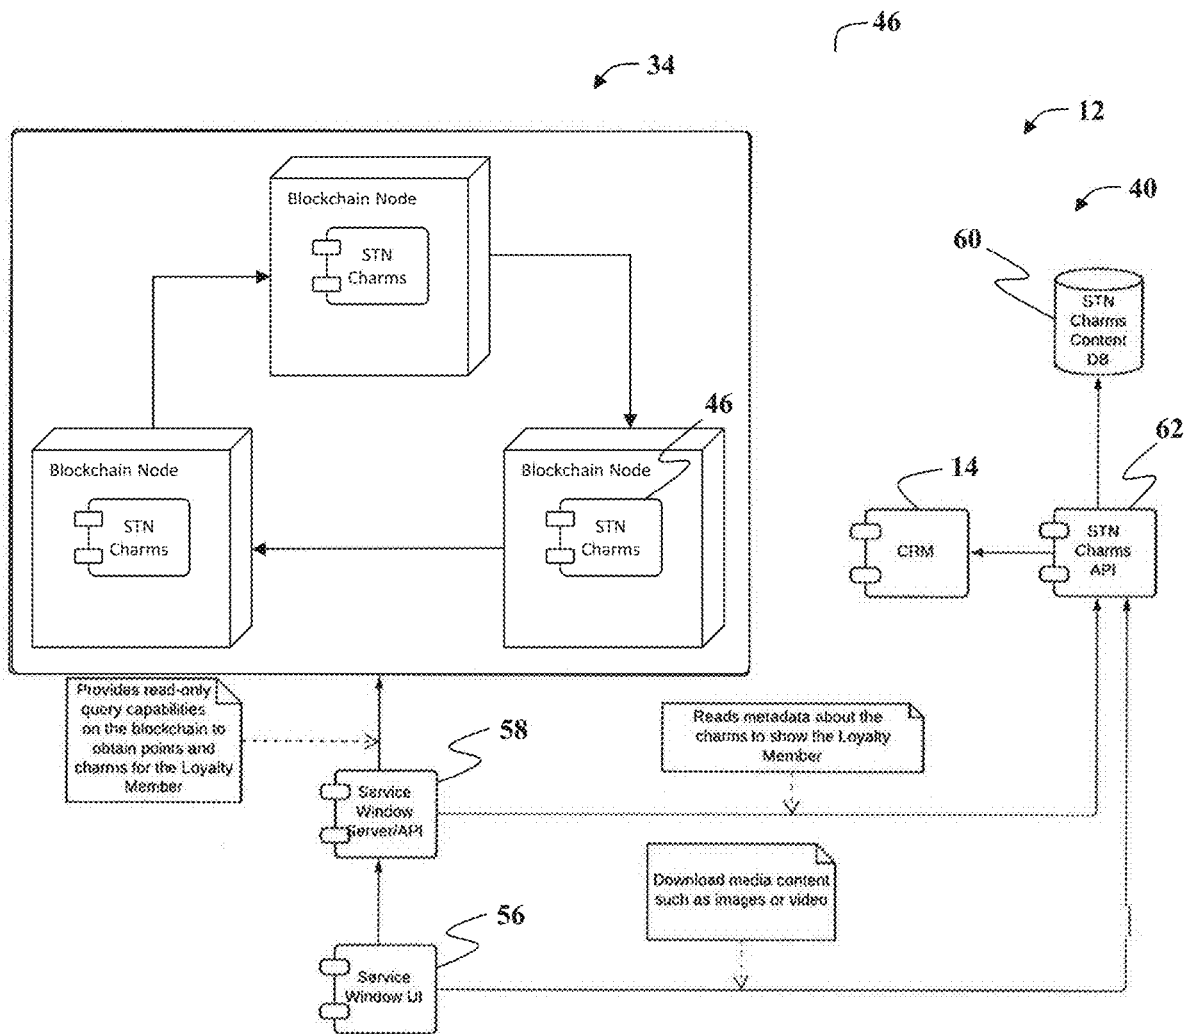 46
34
12
40
60
Blockchain Node
STN
Charms
STN
Charms
Content
DB
46
Blockchain Node
STN
Charms
Blockchain Node
STN
Charms
14
62
CRM
STN
Charms
API
Provides read-only
query capabilities
on the blockchain to
obtain points and
charms for the Loyalty
Member
58
Service
Window
Server/API
Reads metadata about the
charms to show the Loyalty
Member
Download media content
such as images or video
56
Service
Window UI